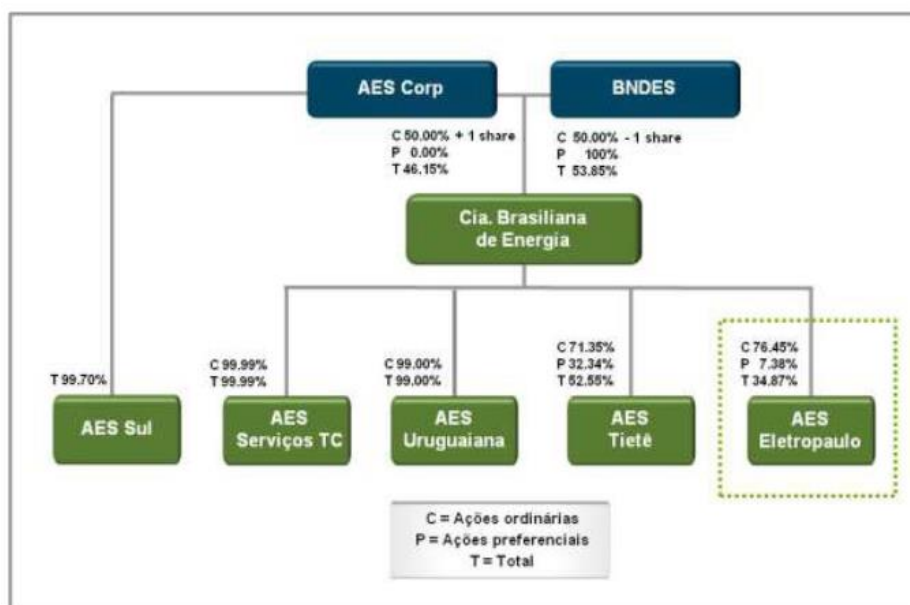 AES Corp
BNDES
C 50.00% + 1 share
P 0.00%
T 46.15%
C 50.00% - 1 share
P 100%
T 53.85%
Cia. Brasiliana
de Energia
T 99.70%
C 99.99%
T 99.99%
C 99.00%
T 99.00%
C 71.35%
P 32.34%
T 52.55%
C 76.45%
P 7.38%
T 34.87%
AES Sul
AES
Serviços TC
AES
Uruguaiana
AES
Tietê
AES
Eletropaulo
C = Ações ordinárias
P = Ações preferenciais
T = Total